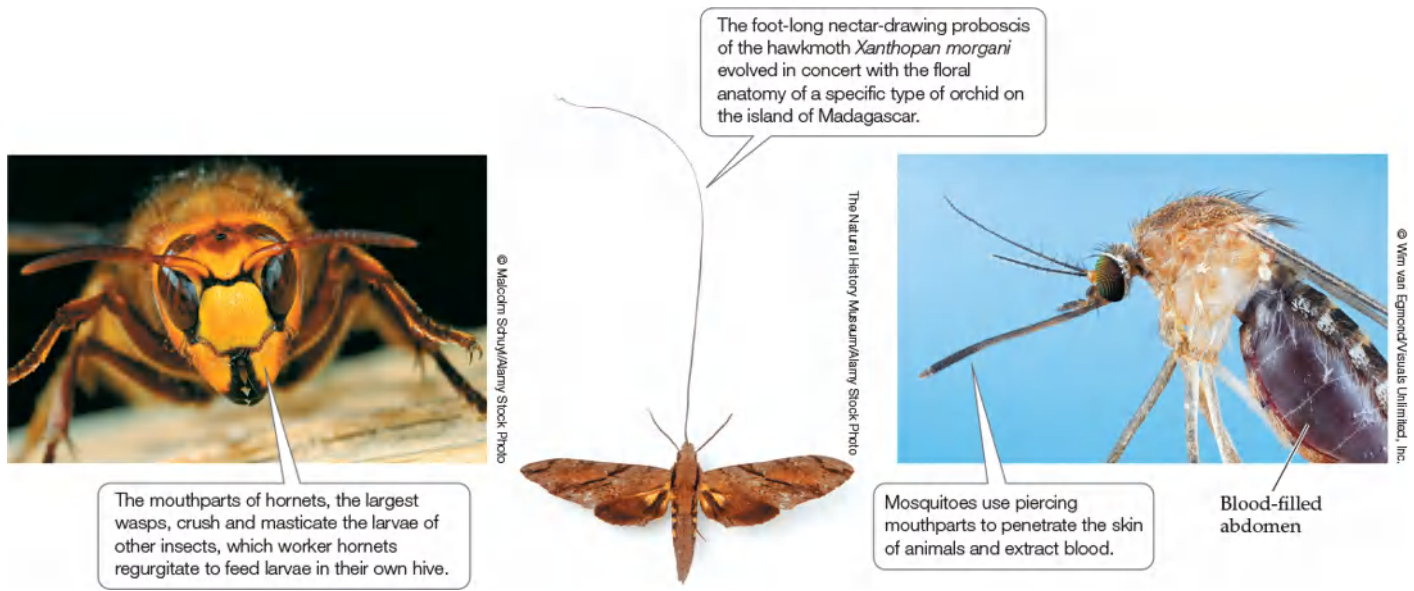 The foot-long nectar-drawing proboscis
of the hawkmoth Xanthopan morgani
evolved in concert with the floral
anatomy of a specific type of orchid on
the island of Madagascar.
© Malcolm Schuyl/Alamy Stock Photo
The Natural History Museum/Alamy Stock Photo
© Wim van Egmond/Visuals Unlimited, Inc.
The mouthparts of hornets, the largest
wasps, crush and masticate the larvae of
other insects, which worker hornets
regurgitate to feed larvae in their own hive.
Mosquitoes use piercing
mouthparts to penetrate the skin
of animals and extract blood.
Blood-filled
abdomen